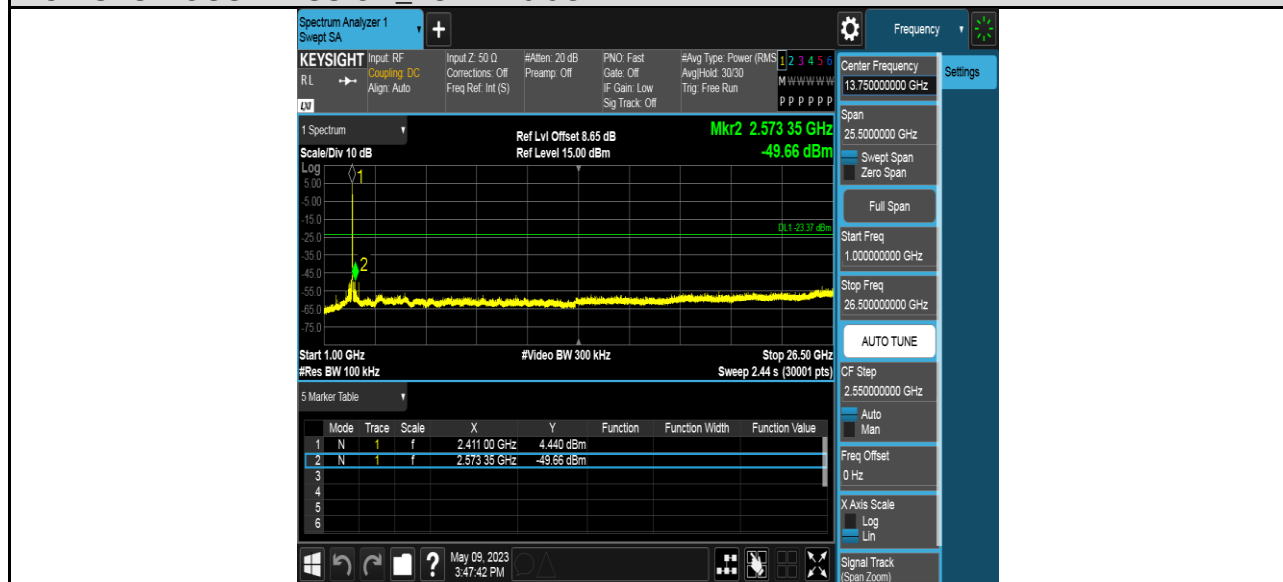 Spectrum Analyzer 1
Swept SA
Frequency
KEYSIGHT
Input: RF
Coupling: DC
Align: Auto
Input Z: 50 Ω
Corrections: Off
Freq Ref: Int (S)
#Atten: 20 dB
Preamp: Off
PNO: Fast
Gate: Off
IF Gain: Low
Sig Track: Off
#Avg Type: Power (RMS
Avg|Hold: 30/30
Trig: Free Run
1 2 3 4 5 6
M W W W W W
P P P P P P
RL
LXI
1 Spectrum
Scale/Div 10 dB
Ref Lvl Offset 8.65 dB
Ref Level 15.00 dBm
Mkr2 2.573 35 GHz
-49.66 dBm
Log
5.00
-5.00
-15.0
-25.0
-35.0
-45.0
-55.0
-65.0
-75.0
1
2
DL1 -23.37 dBm
Start 1.00 GHz
#Video BW 300 kHz
Stop 26.50 GHz
#Res BW 100 kHz
Sweep 2.44 s (30001 pts)
5 Marker Table
Mode Trace Scale X Y Function Function Width Function Value
1 N 1 f 2.411 00 GHz 4.440 dBm
2 N 1 f 2.573 35 GHz -49.66 dBm
3
4
5
6
?
May 09, 2023
3:47:42 PM
Center Frequency
13.750000000 GHz
Settings
Span
25.5000000 GHz
Swept Span
Zero Span
Full Span
Start Freq
1.000000000 GHz
Stop Freq
26.500000000 GHz
AUTO TUNE
CF Step
2.550000000 GHz
Auto
Man
Freq Offset
0 Hz
X Axis Scale
Log
Lin
Signal Track
(Span Zoom)